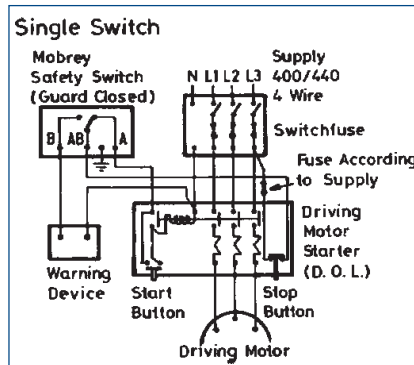 Single Switch
Mobrey
Safety Switch
(Guard Closed)
B AB A
Supply
400/440
4 Wire
N L1 L2 L3
Switchfuse
Fuse According
to Supply
Driving
Motor
Starter
(D. O. L.)
Warning
Device
Start
Button
Stop
Button
Driving Motor